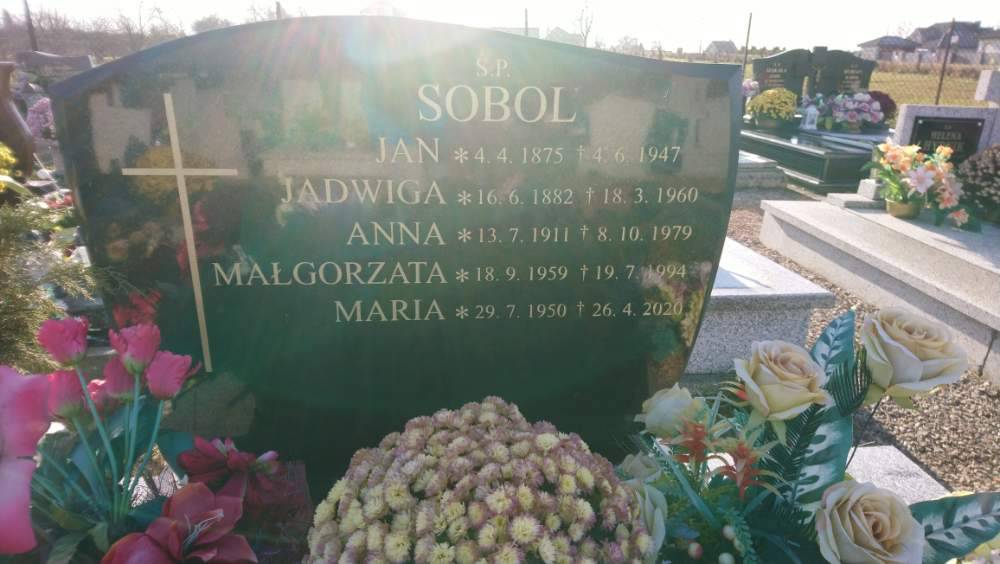 Ś.P.
SOBOL
JAN * 4. 4. 1875 † 4. 6. 1947
JADWIGA * 16. 6. 1882 † 18. 3. 1960
ANNA * 13. 7. 1911 † 8. 10. 1979
MAŁGORZATA * 18. 9. 1959 † 19. 7. 1994
MARIA * 29. 7. 1950 † 26. 4. 2020
HELENA